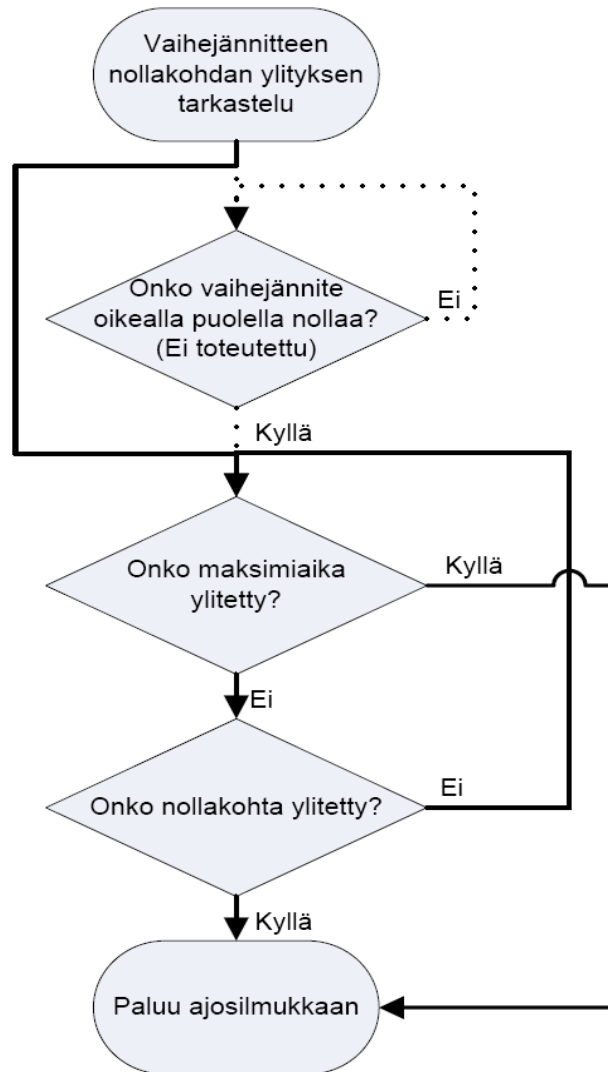 Vaihejännitteen
nollakohdan ylityksen
tarkastelu
Onko vaihejännite
oikealla puolella nollaa?
(Ei toteutettu)
Ei
Kyllä
Onko maksimiaika
ylitetty?
Kyllä
Ei
Onko nollakohta ylitetty?
Ei
Kyllä
Paluu ajosilmukkaan